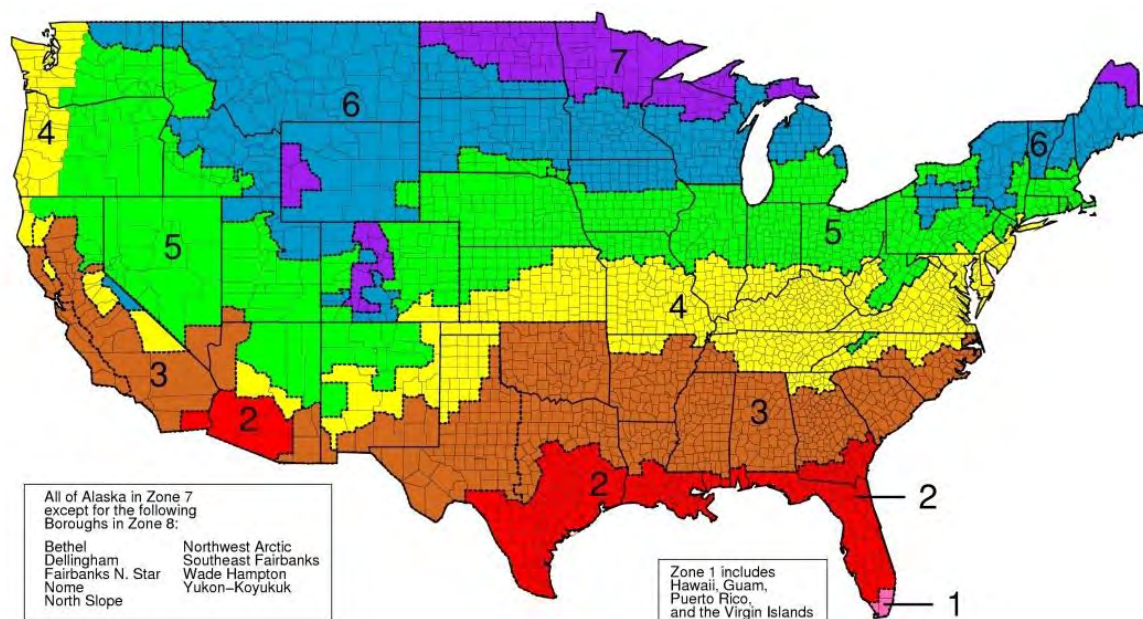 7
6
4
6
5
5
4
3
2
3
2
2
1
All of Alaska in Zone 7
except for the following
Boroughs in Zone 8:
Bethel Northwest Arctic
Dellingham Southeast Fairbanks
Fairbanks N. Star Wade Hampton
Nome Yukon-Koyukuk
North Slope
Zone 1 includes
Hawaii, Guam,
Puerto Rico,
and the Virgin Islands